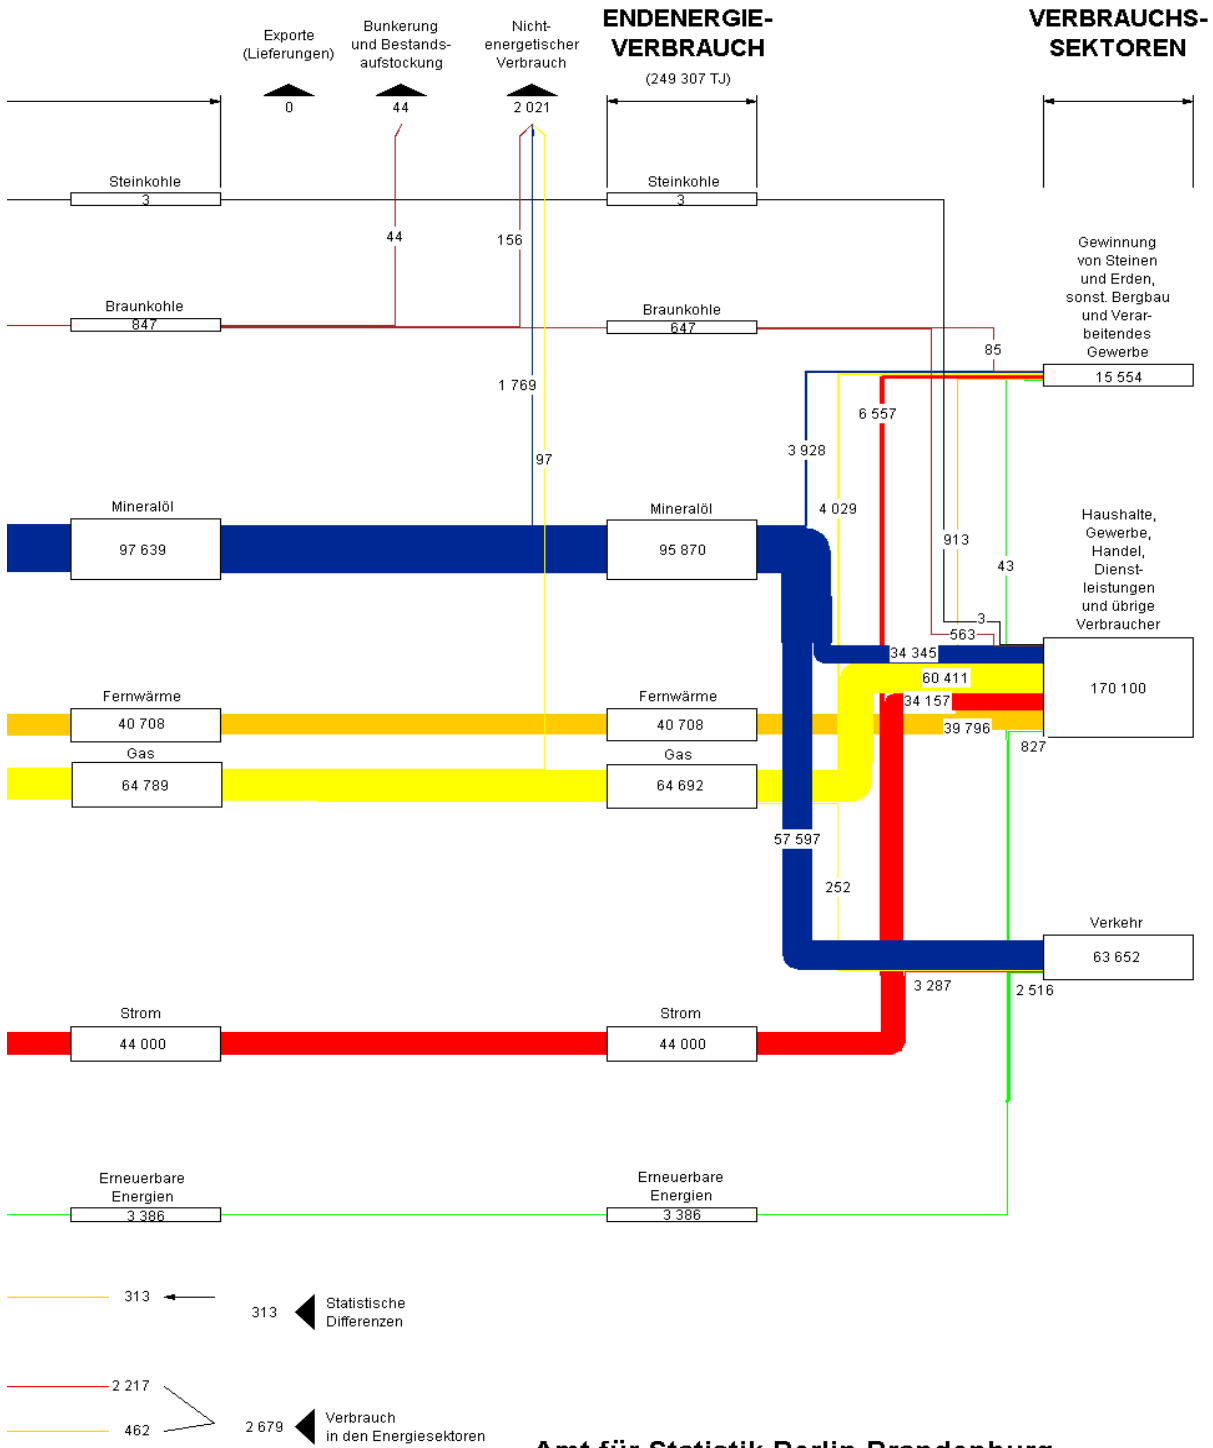 Exporte
(Lieferungen)
Bunkerung
und Bestands-
aufstockung
Nicht-
energetischer
Verbrauch
ENDENERGIE-
VERBRAUCH
(249 307 TJ)
VERBRAUCHS-
SEKTOREN
0
44
2 021
Steinkohle
3
Steinkohle
3
44
156
Gewinnung
von Steinen
und Erden,
sonst. Bergbau
und Verar-
beitendes
Gewerbe
15 554
Braunkohle
847
Braunkohle
647
85
1 769
6 557
3 928
97
4 029
913
43
Mineralöl
97 639
Mineralöl
95 870
Haushalte,
Gewerbe,
Handel,
Dienst-
leistungen
und übrige
Verbraucher
170 100
3
563
34 345
60 411
34 157
39 796
827
Fernwärme
40 708
Fernwärme
40 708
Gas
64 789
Gas
64 692
57 597
252
Verkehr
63 652
3 287
2 516
Strom
44 000
Strom
44 000
Erneuerbare
Energien
3 386
Erneuerbare
Energien
3 386
313
313
Statistische
Differenzen
2 217
462
2 679
Verbrauch
in den Energiesektoren
Amt für Statistik Berlin Brandenburg